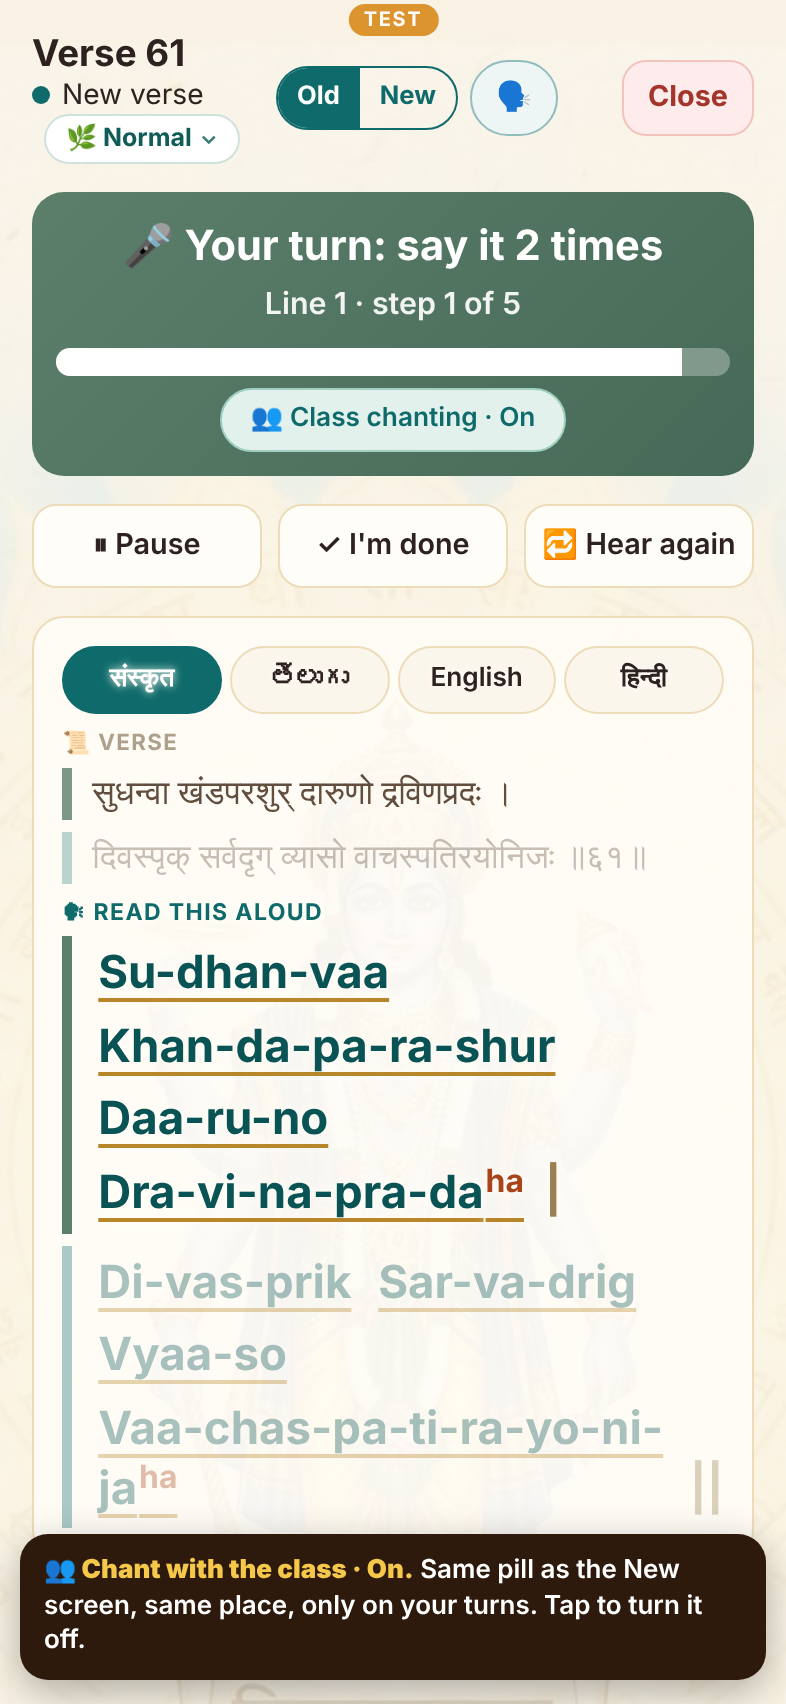 TEST
Verse 61
New verse
🌿 Normal
Old New
Close
🎤 Your turn: say it 2 times
Line 1 · step 1 of 5
👥 Class chanting · On
⏸ Pause
✓ I'm done
🔁 Hear again
संस्कृत తెలుగు English हिन्दी
📜 VERSE
सुधन्वा खंडपरशुर् दारुणो द्रविणप्रदः ।
दिवस्पृक् सर्वदृग् व्यासो वाचस्पतिरयोनिजः ॥६१॥
🗣 READ THIS ALOUD
Su-dhan-vaa
Khan-da-pa-ra-shur
Daa-ru-no
Dra-vi-na-pra-daha |
Di-vas-prik Sar-va-drig
Vyaa-so
Vaa-chas-pa-ti-ra-yo-ni-
jaha ||
👥 Chant with the class · On. Same pill as the New
screen, same place, only on your turns. Tap to turn it
off.